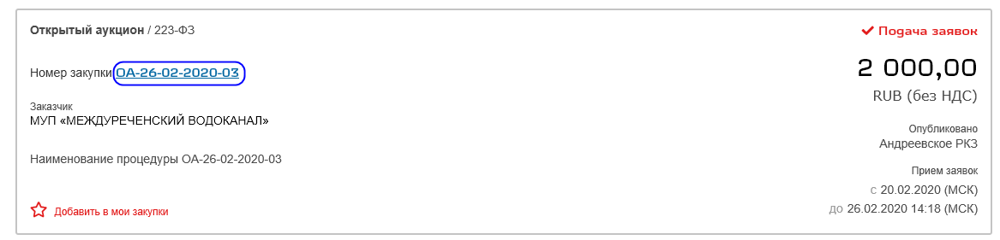 Открытый аукцион / 223-ФЗ
Подача заявок
Номер закупки ОА-26-02-2020-03
2 000,00
RUB (без НДС)
Заказчик
МУП «МЕЖДУРЕЧЕНСКИЙ ВОДОКАНАЛ»
Опубликовано
Андреевское РКЗ
Наименование процедуры ОА-26-02-2020-03
Прием заявок
с 20.02.2020 (МСК)
до 26.02.2020 14:18 (МСК)
Добавить в мои закупки